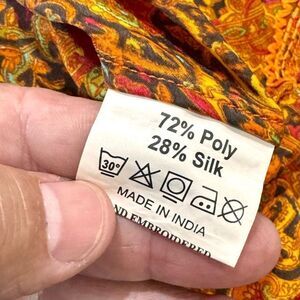 72% Poly
28% Silk
30°
MADE IN INDIA
AND EMBROIDERED